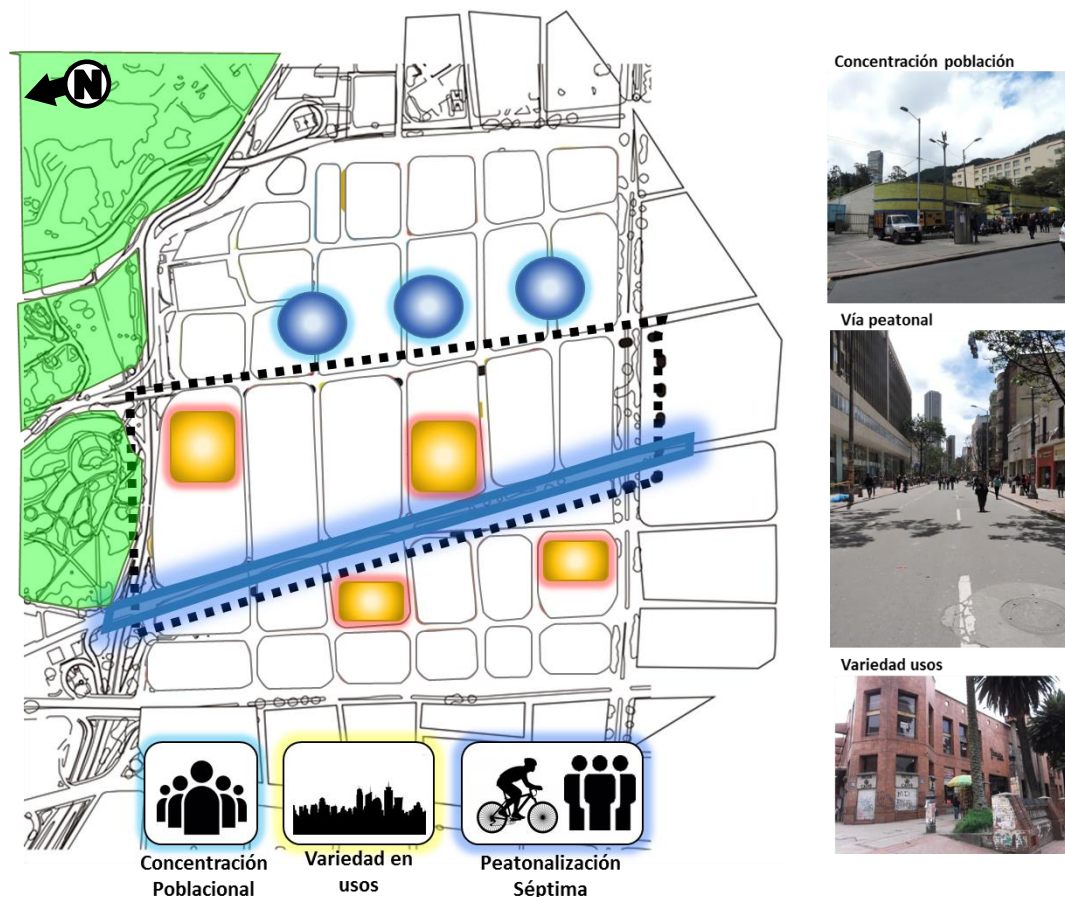 N
Concentración población
Vía peatonal
Variedad usos
Concentración
Poblacional
Variedad en
usos
Peatonalización
Séptima